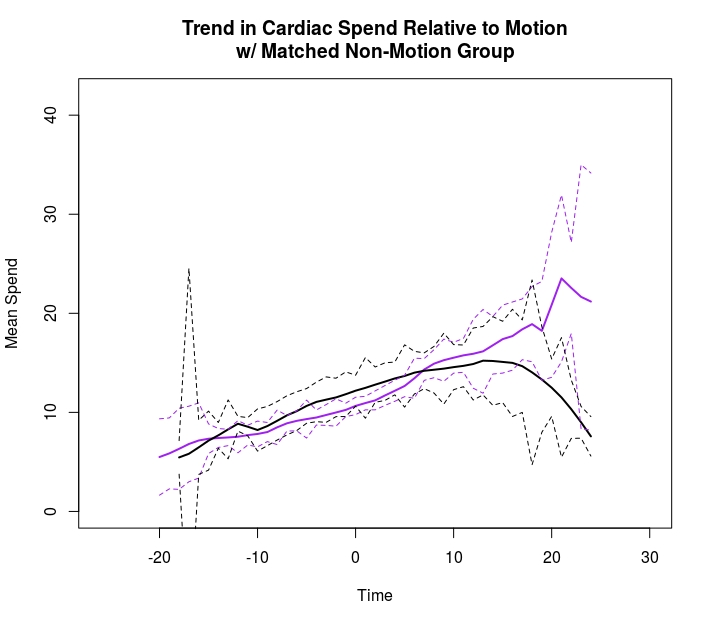 Trend in Cardiac Spend Relative to Motion
w/ Matched Non-Motion Group
40
30
20
10
0
Mean Spend
-20 -10 0 10 20 30
Time